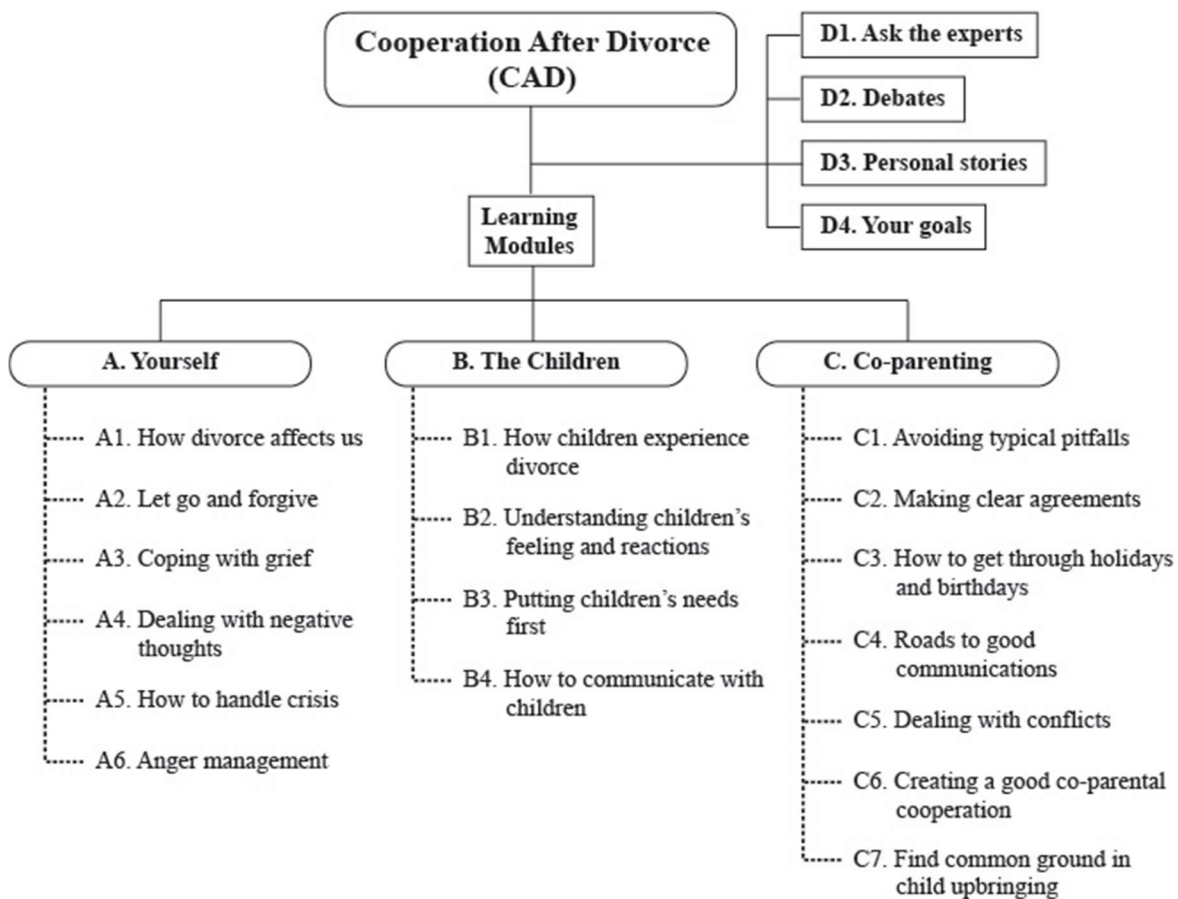 Cooperation After Divorce
(CAD)
D1. Ask the experts
D2. Debates
D3. Personal stories
D4. Your goals
Learning
Modules
A. Yourself
A1. How divorce affects us
A2. Let go and forgive
A3. Coping with grief
A4. Dealing with negative
thoughts
A5. How to handle crisis
A6. Anger management
B. The Children
B1. How children experience
divorce
B2. Understanding children’s
feeling and reactions
B3. Putting children’s needs
first
B4. How to communicate with
children
C. Co-parenting
C1. Avoiding typical pitfalls
C2. Making clear agreements
C3. How to get through holidays
and birthdays
C4. Roads to good
communications
C5. Dealing with conflicts
C6. Creating a good co-parental
cooperation
C7. Find common ground in
child upbringing